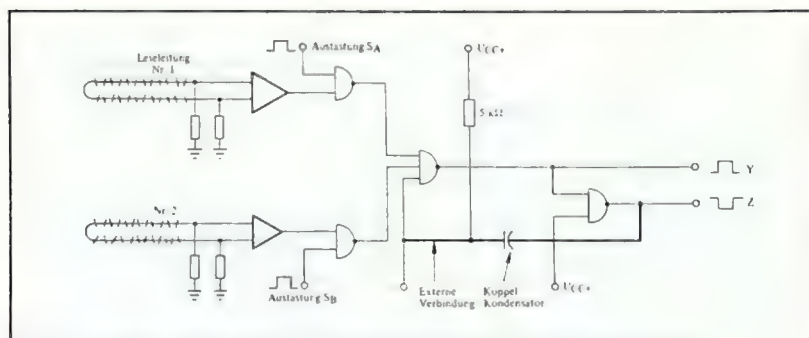 Austastung SA
UCC+
Leseleitung
Nr. 1
5 kΩ
Y
Nr. 2
Z
Austastung SB
Externe
Verbindung
Koppel
Kondensator
UCC+